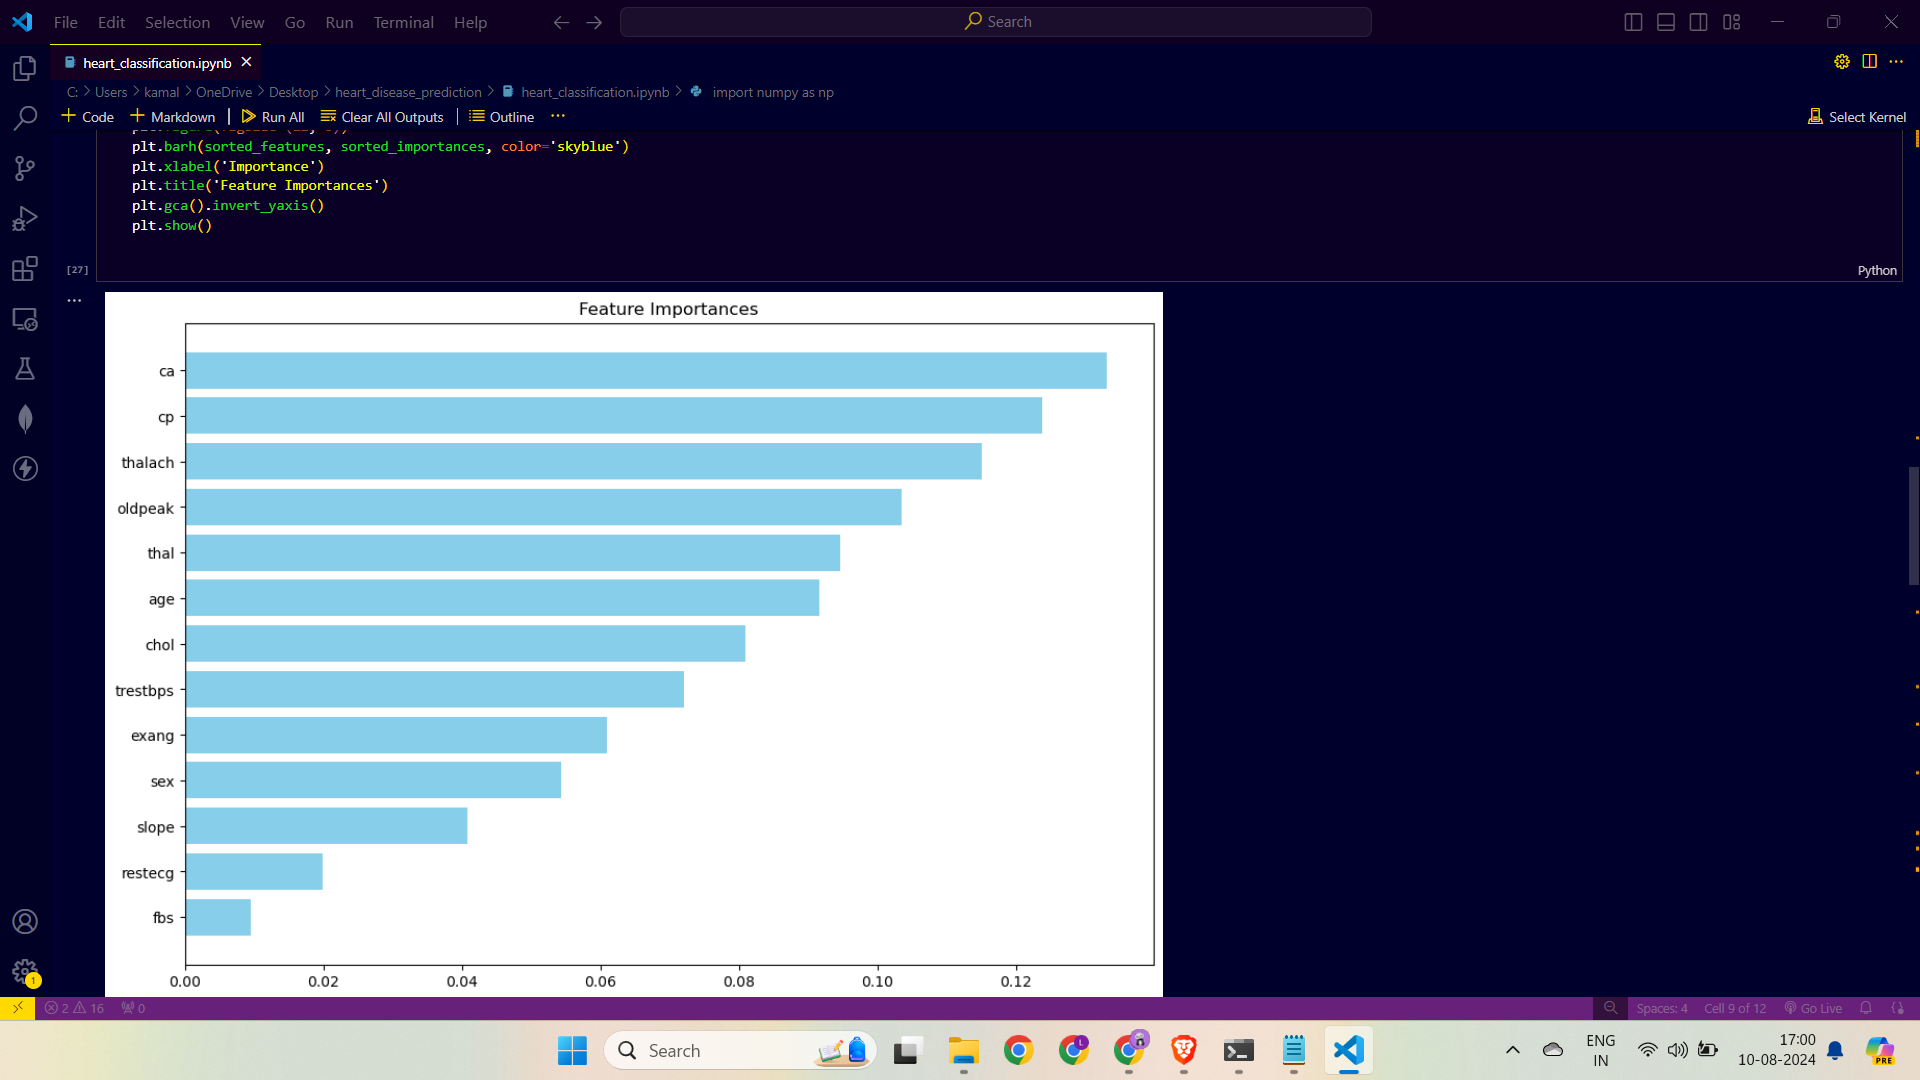 File Edit Selection View Go Run Terminal Help Search
heart_classification.ipynb
C: > Users > kamal > OneDrive > Desktop > heart_disease_prediction > heart_classification.ipynb > import numpy as np
+ Code + Markdown | Run All Clear All Outputs | Outline ... Select Kernel
plt.barh(sorted_features, sorted_importances, color='skyblue')
plt.xlabel('Importance')
plt.title('Feature Importances')
plt.gca().invert_yaxis()
plt.show()
[27] Python
...
Feature Importances
ca
cp
thalach
oldpeak
thal
age
chol
trestbps
exang
sex
slope
restecg
fbs
0.00 0.02 0.04 0.06 0.08 0.10 0.12
1
2 16 0 Spaces: 4 Cell 9 of 12 Go Live
Search L PRE
ENG 17:00
IN 10-08-2024